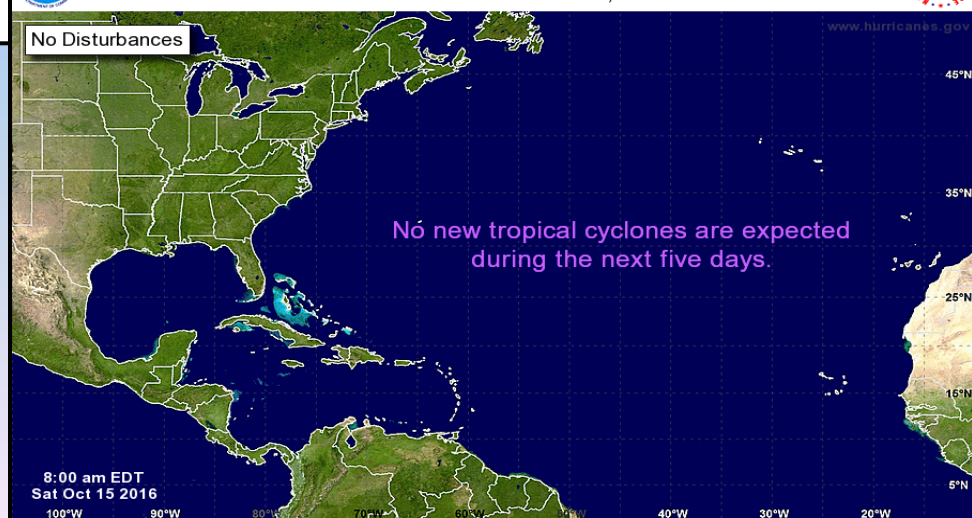 www.hurricanes.gov
No Disturbances
45°N
35°N
No new tropical cyclones are expected
during the next five days.
25°N
15°N
8:00 am EDT
Sat Oct 15 2016
5°N
100°W 90°W 80°W 70°W 60°W 50°W 40°W 30°W 20°W